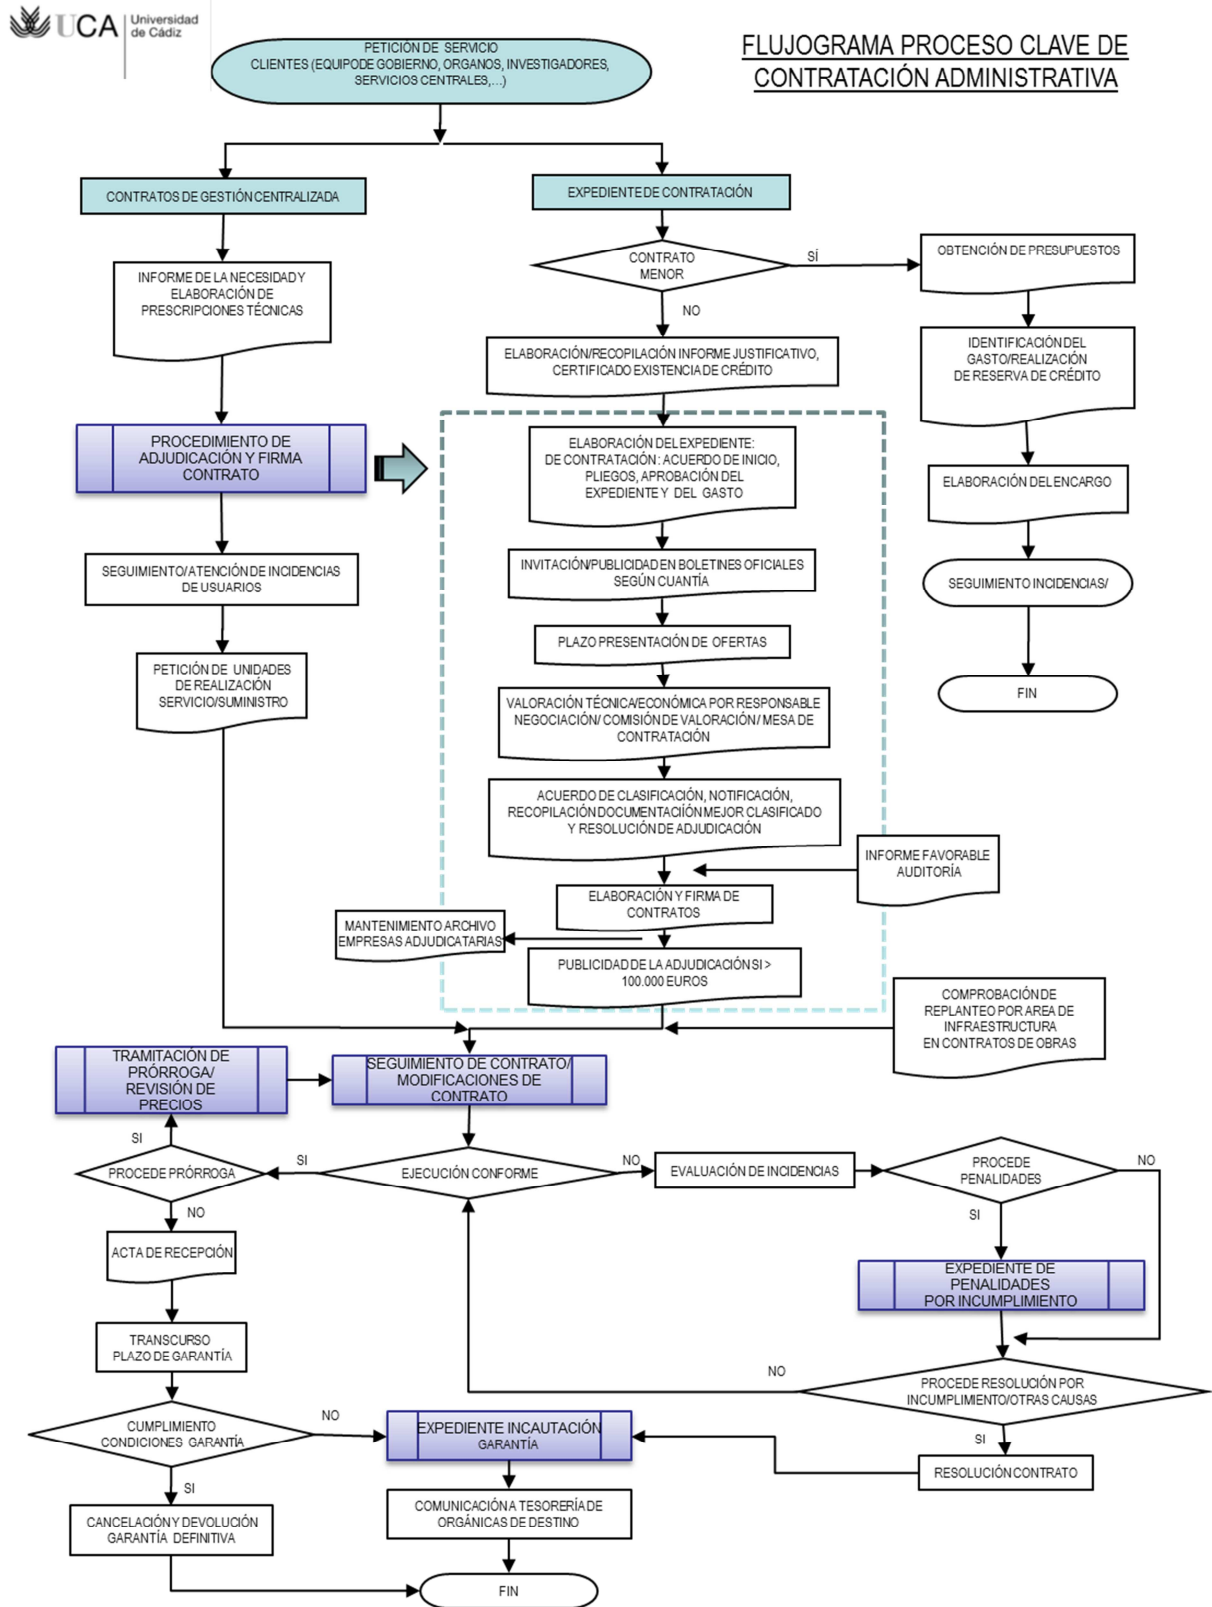 UCA
Universidad
de Cádiz
FLUJOGRAMA PROCESO CLAVE DE
CONTRATACIÓN ADMINISTRATIVA
PETICIÓN DE SERVICIO
CLIENTES (EQUIPODE GOBIERNO, ORGANOS, INVESTIGADORES,
SERVICIOS CENTRALES,...)
CONTRATOS DE GESTIÓN CENTRALIZADA
EXPEDIENTE DE CONTRATACIÓN
INFORME DE LA NECESIDAD Y
ELABORACIÓN DE
PRESCRIPCIONES TÉCNICAS
CONTRATO
MENOR
SÍ
NO
OBTENCIÓN DE PRESUPUESTOS
ELABORACIÓN/RECOPILACIÓN INFORME JUSTIFICATIVO,
CERTIFICADO EXISTENCIA DE CRÉDITO
IDENTIFICACIÓN DEL
GASTO/REALIZACIÓN
DE RESERVA DE CRÉDITO
PROCEDIMIENTO DE
ADJUDICACIÓN Y FIRMA
CONTRATO
ELABORACIÓN DEL EXPEDIENTE:
DE CONTRATACIÓN: ACUERDO DE INICIO,
PLIEGOS, APROBACIÓN DEL
EXPEDIENTE Y DEL GASTO
ELABORACIÓN DEL ENCARGO
SEGUIMIENTO/ATENCIÓN DE INCIDENCIAS
DE USUARIOS
INVITACIÓN/PUBLICIDAD EN BOLETINES OFICIALES
SEGÚN CUANTÍA
SEGUIMIENTO INCIDENCIAS/
PLAZO PRESENTACIÓN DE OFERTAS
PETICIÓN DE UNIDADES
DE REALIZACIÓN
SERVICIO/SUMINISTRO
VALORACIÓN TÉCNICA/ECONÓMICA POR RESPONSABLE
NEGOCIACIÓN/ COMISIÓN DE VALORACIÓN/ MESA DE
CONTRATACIÓN
FIN
ACUERDO DE CLASIFICACIÓN, NOTIFICACIÓN,
RECOPILACIÓN DOCUMENTACIIÓN MEJOR CLASIFICADO
Y RESOLUCIÓN DE ADJUDICACIÓN
INFORME FAVORABLE
AUDITORÍA
ELABORACIÓN Y FIRMA DE
CONTRATOS
MANTENIMIENTO ARCHIVO
EMPRESAS ADJUDICATARIAS
PUBLICIDAD DE LA ADJUDICACIÓN SI >
100.000 EUROS
COMPROBACIÓN DE
REPLANTEO POR AREA DE
INFRAESTRUCTURA
EN CONTRATOS DE OBRAS
TRAMITACIÓN DE
PRÓRROGA/
REVISIÓN DE
PRECIOS
SEGUIMIENTO DE CONTRATO/
MODIFICACIONES DE
CONTRATO
SI
PROCEDE PRÓRROGA
SI
EJECUCIÓN CONFORME
NO
EVALUACIÓN DE INCIDENCIAS
PROCEDE
PENALIDADES
NO
SI
NO
ACTA DE RECEPCIÓN
EXPEDIENTE DE
PENALIDADES
POR INCUMPLIMIENTO
TRANSCURSO
PLAZO DE GARANTÍA
NO
PROCEDE RESOLUCIÓN POR
INCUMPLIMIENTO/OTRAS CAUSAS
SI
CUMPLIMIENTO
CONDICIONES GARANTÍA
NO
EXPEDIENTE INCAUTACIÓN
GARANTÍA
RESOLUCIÓN CONTRATO
SI
CANCELACIÓN Y DEVOLUCIÓN
GARANTÍA DEFINITIVA
COMUNICACIÓN A TESORERÍA DE
ORGÁNICAS DE DESTINO
FIN